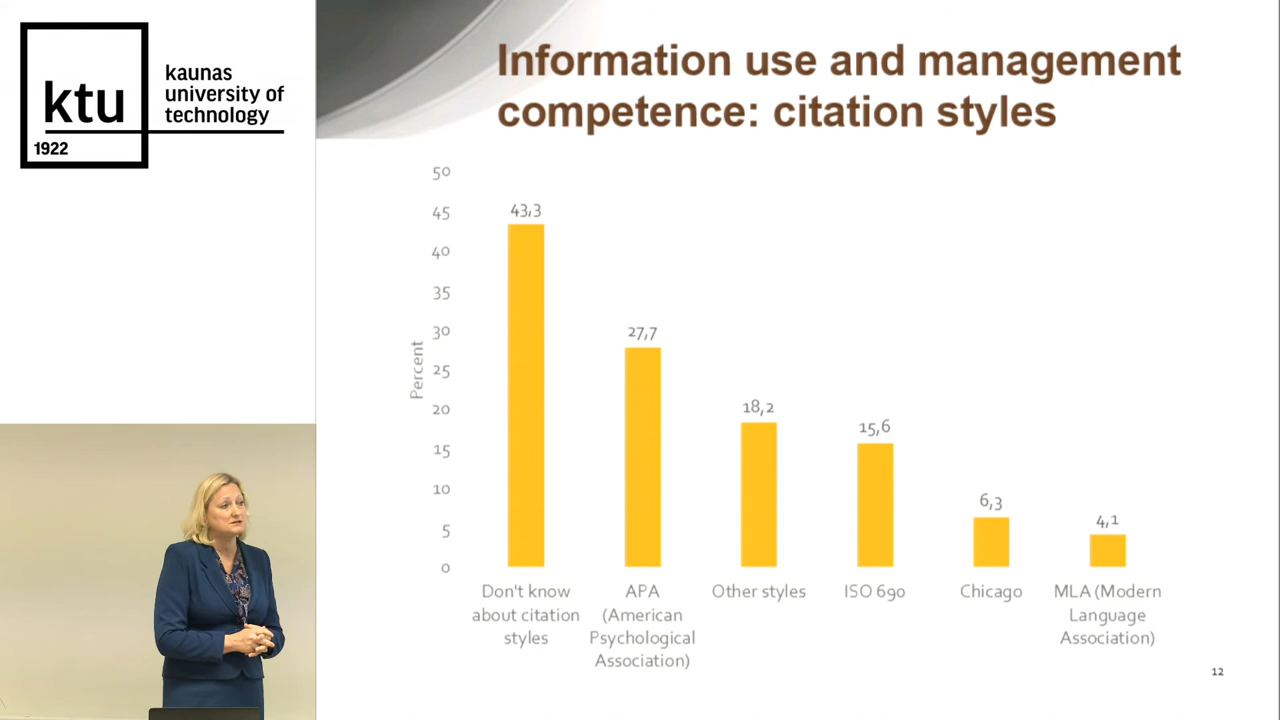 ktu
1922
kaunas
university of
technology
Information use and management
competence: citation styles
50
45
40
35
30
25
20
15
10
5
0
Percent
43,3
27,7
18,2
15,6
6,3
4,1
Don't know
about citation
styles
APA
(American
Psychological
Association)
Other styles
ISO 690
Chicago
MLA (Modern
Language
Association)
12